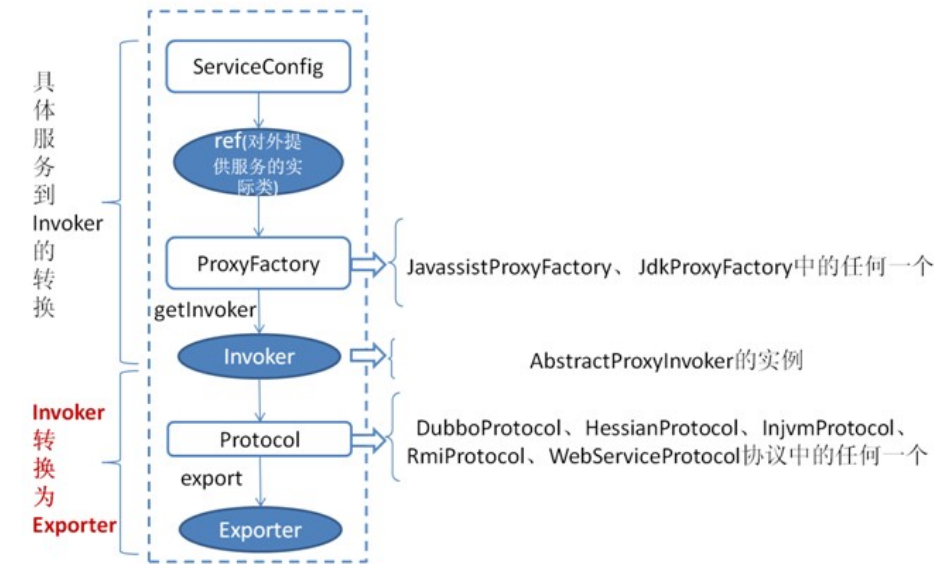 ServiceConfig
具
体
服
务
到
Invoker
的
转
换
ref(对外提
供服务的实
际类)
ProxyFactory
JavassistProxyFactory、JdkProxyFactory中的任何一个
getInvoker
Invoker
AbstractProxyInvoker的实例
Invoker
转
换
为
Exporter
Protocol
DubboProtocol、HessianProtocol、InjvmProtocol、
RmiProtocol、WebServiceProtocol协议中的任何一个
export
Exporter